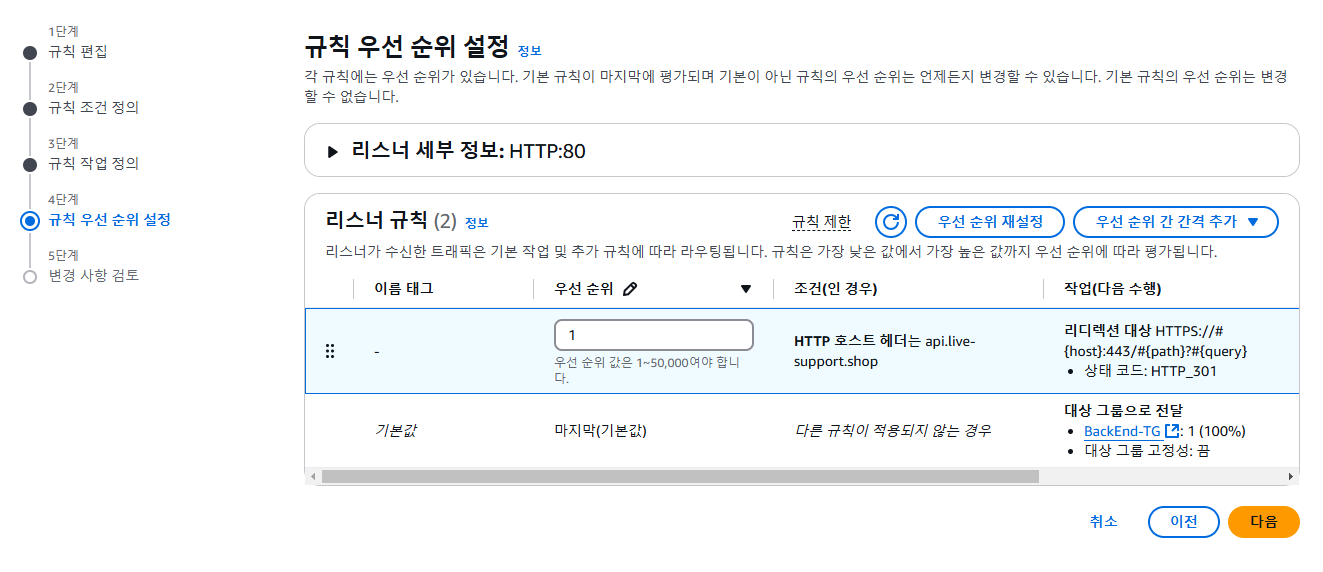 1단계
규칙 편집
2단계
규칙 조건 정의
3단계
규칙 작업 정의
4단계
규칙 우선 순위 설정
5단계
변경 사항 검토
규칙 우선 순위 설정 정보
각 규칙에는 우선 순위가 있습니다. 기본 규칙이 마지막에 평가되며 기본이 아닌 규칙의 우선 순위는 언제든지 변경할 수 있습니다. 기본 규칙의 우선 순위는 변경
할 수 없습니다.
리스너 세부 정보: HTTP:80
리스너 규칙 (2) 정보
규칙 제한
우선 순위 재설정
우선 순위 간 간격 추가
리스너가 수신한 트래픽은 기본 작업 및 추가 규칙에 따라 라우팅됩니다. 규칙은 가장 낮은 값에서 가장 높은 값까지 우선 순위에 따라 평가됩니다.
이름 태그
우선 순위
조건(인 경우)
작업(다음 수행)
-
1
우선 순위 값은 1~50,000여야 합니
다.
HTTP 호스트 헤더는 api.live-
support.shop
리디렉션 대상 HTTPS://#
{host}:443/#{path}?#{query}
• 상태 코드: HTTP_301
기본값
마지막(기본값)
다른 규칙이 적용되지 않는 경우
대상 그룹으로 전달
• BackEnd-TG: 1 (100%)
• 대상 그룹 고정성: 끔
취소
이전
다음